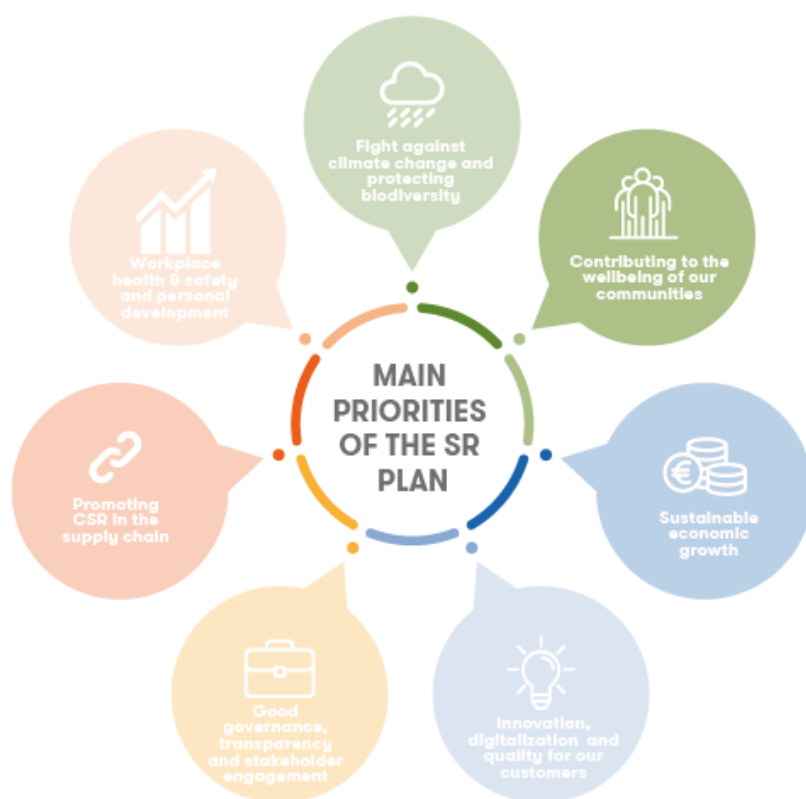 Fight against
climate change and
protecting
biodiversity
Contributing to the
wellbeing of our
communities
Sustainable
economic
growth
Innovation,
digitalization and
quality for our
customers
Good
governance,
transparency
and stakeholder
engagement
Promoting
CSR in the
supply chain
Workplace
health & safety
and personal
development
MAIN
PRIORITIES
OF THE SR
PLAN
€